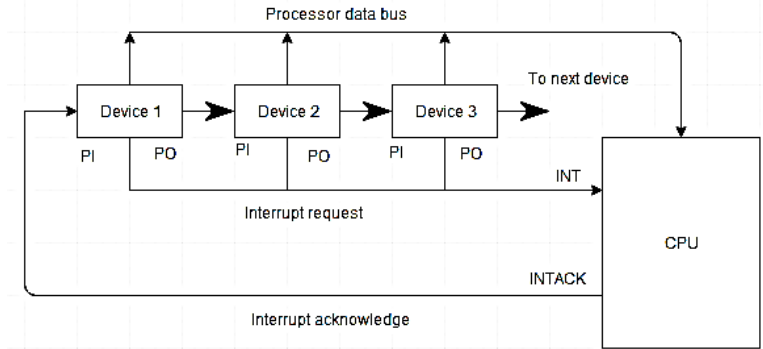 Processor data bus
To next device
Device 1
Device 2
Device 3
PI
PO
PI
PO
PI
PO
INT
Interrupt request
CPU
INTACK
Interrupt acknowledge